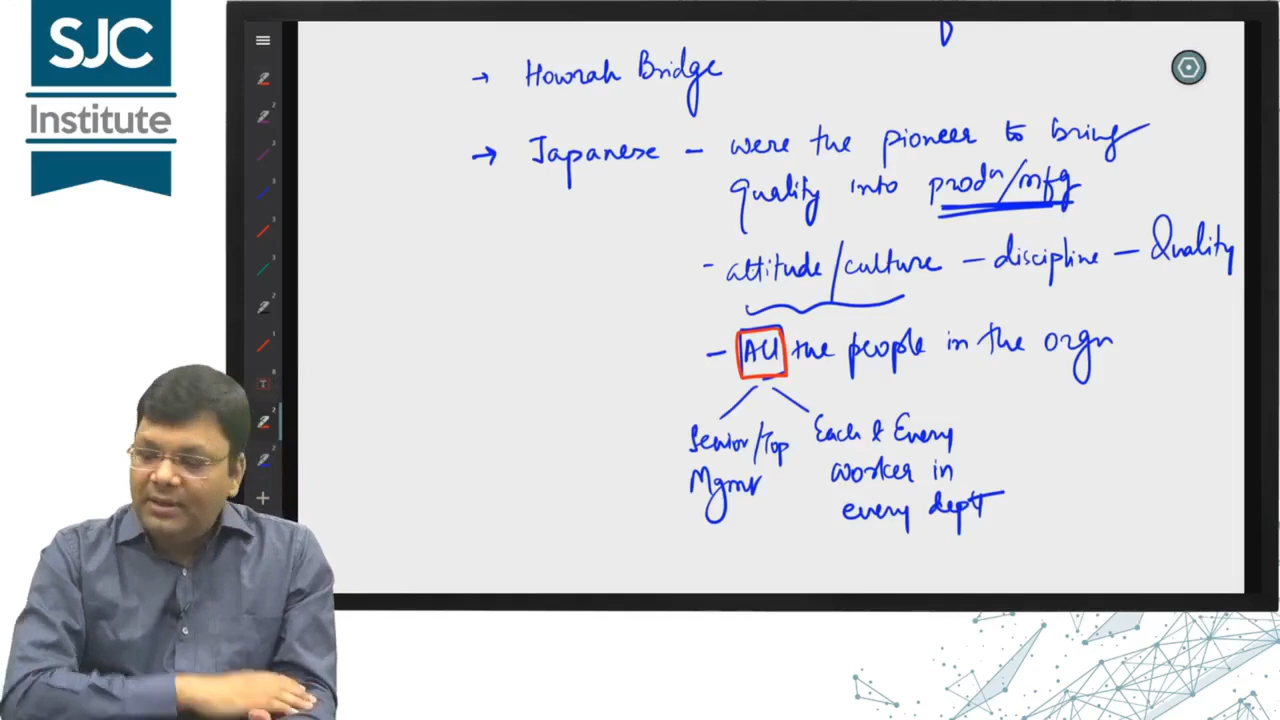 SJC
Institute
→ Howrah Bridge
→ Japanese - were the pioneer to bring
quality into prodn/mfg
- attitude/culture - discipline - Quality
- All the people in the orgn
Senior/Top
Mgmt
Each & Every
worker in
every deptt